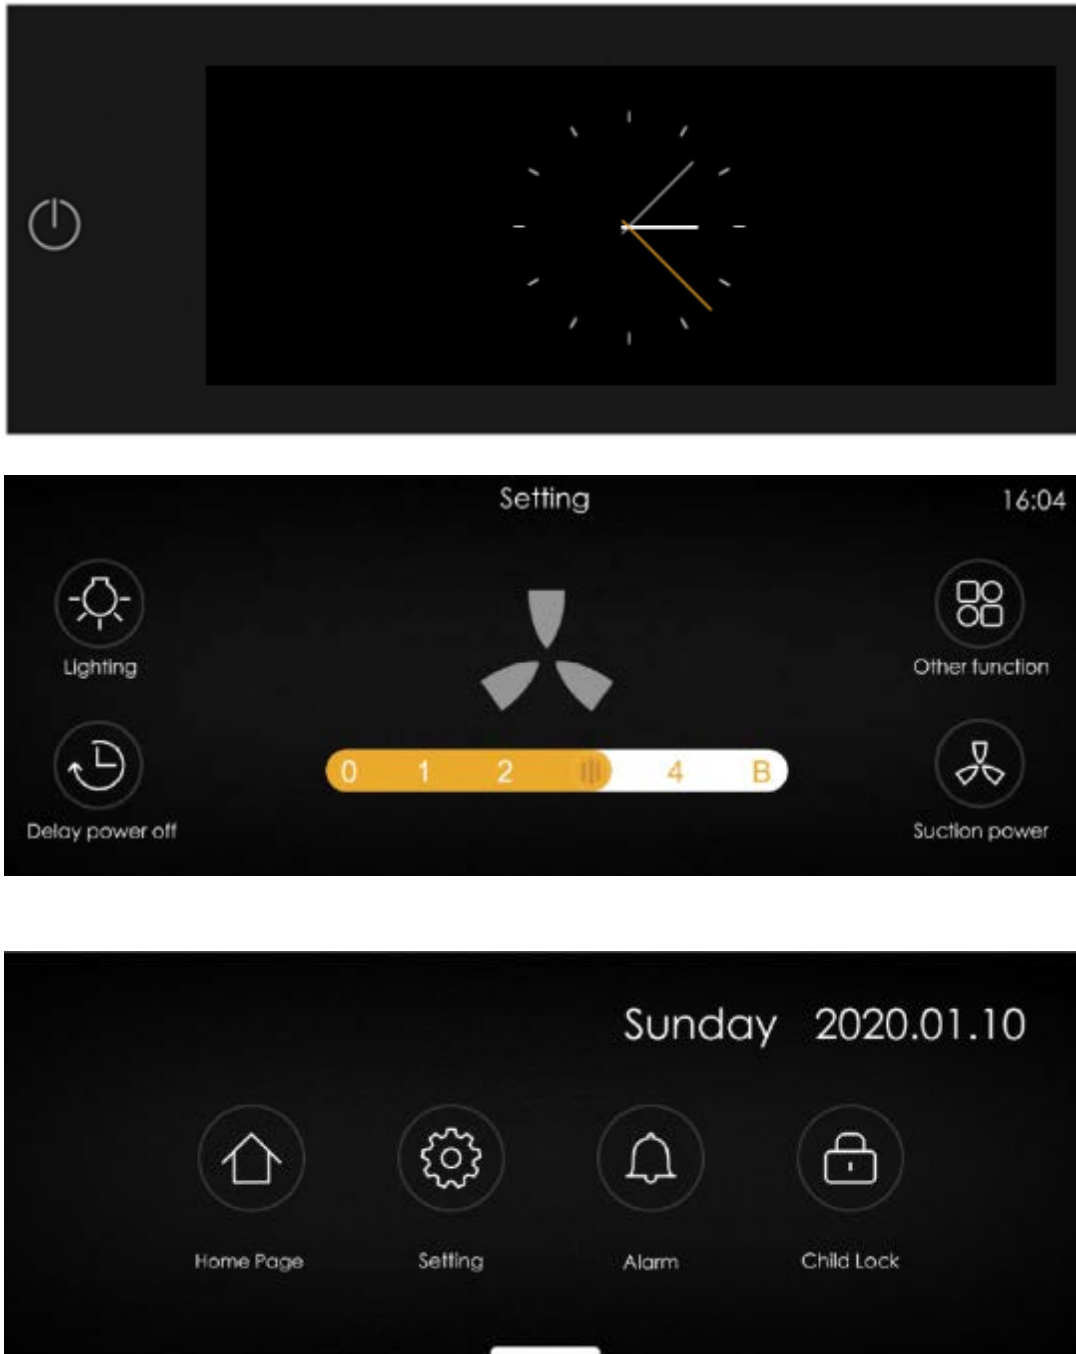 Setting 16:04
Lighting Other function
0 1 2 4 B
Delay power off Suction power
Sunday 2020.01.10
Home Page Setting Alarm Child Lock